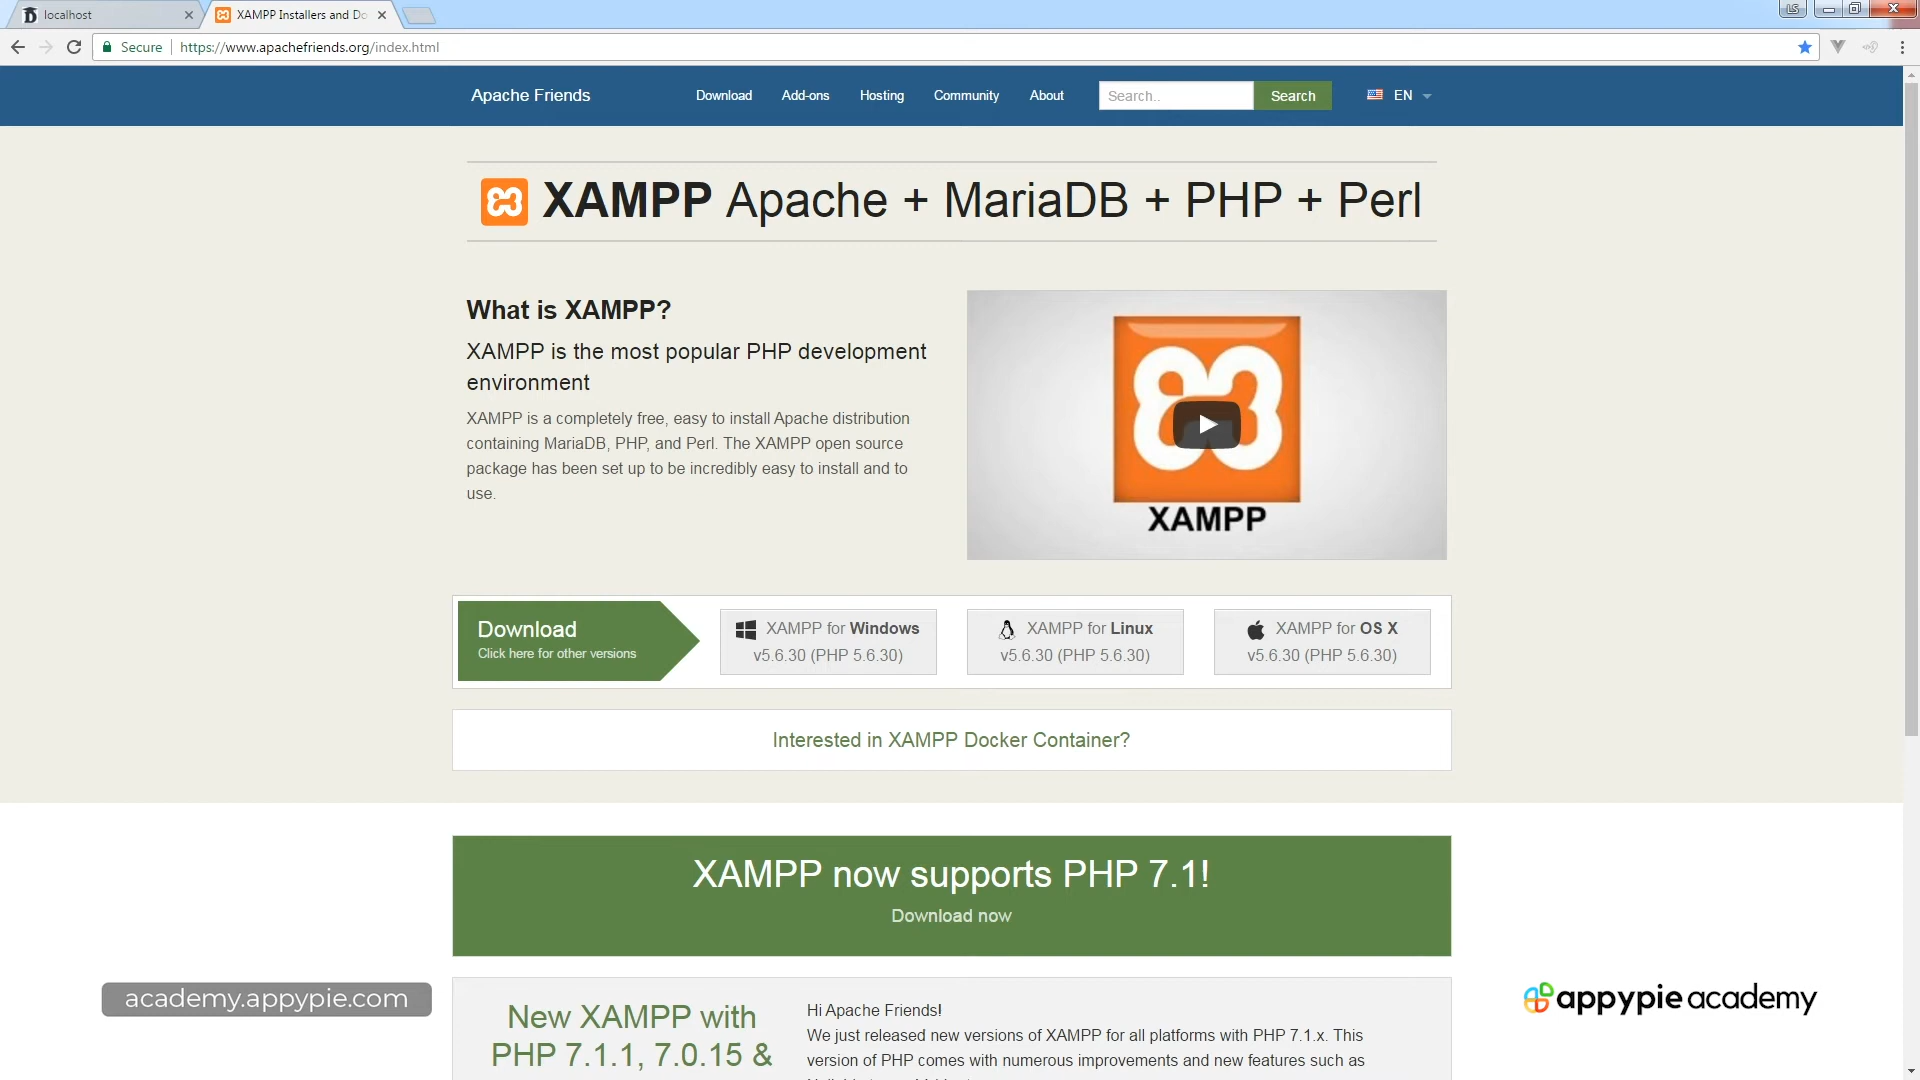 localhost
XAMPP Installers and Do
LS
Secure
https://www.apachefriends.org/index.html
Apache Friends
Download
Add-ons
Hosting
Community
About
Search..
Search
EN
XAMPP Apache + MariaDB + PHP + Perl
What is XAMPP?
XAMPP is the most popular PHP development
environment
XAMPP is a completely free, easy to install Apache distribution
containing MariaDB, PHP, and Perl. The XAMPP open source
package has been set up to be incredibly easy to install and to
use.
XAMPP
Download
Click here for other versions
XAMPP for Windows
v5.6.30 (PHP 5.6.30)
XAMPP for Linux
v5.6.30 (PHP 5.6.30)
XAMPP for OS X
v5.6.30 (PHP 5.6.30)
Interested in XAMPP Docker Container?
XAMPP now supports PHP 7.1!
Download now
New XAMPP with
PHP 7.1.1, 7.0.15 &
Hi Apache Friends!
We just released new versions of XAMPP for all platforms with PHP 7.1.x. This
version of PHP comes with numerous improvements and new features such as
academy.appypie.com
appypie academy